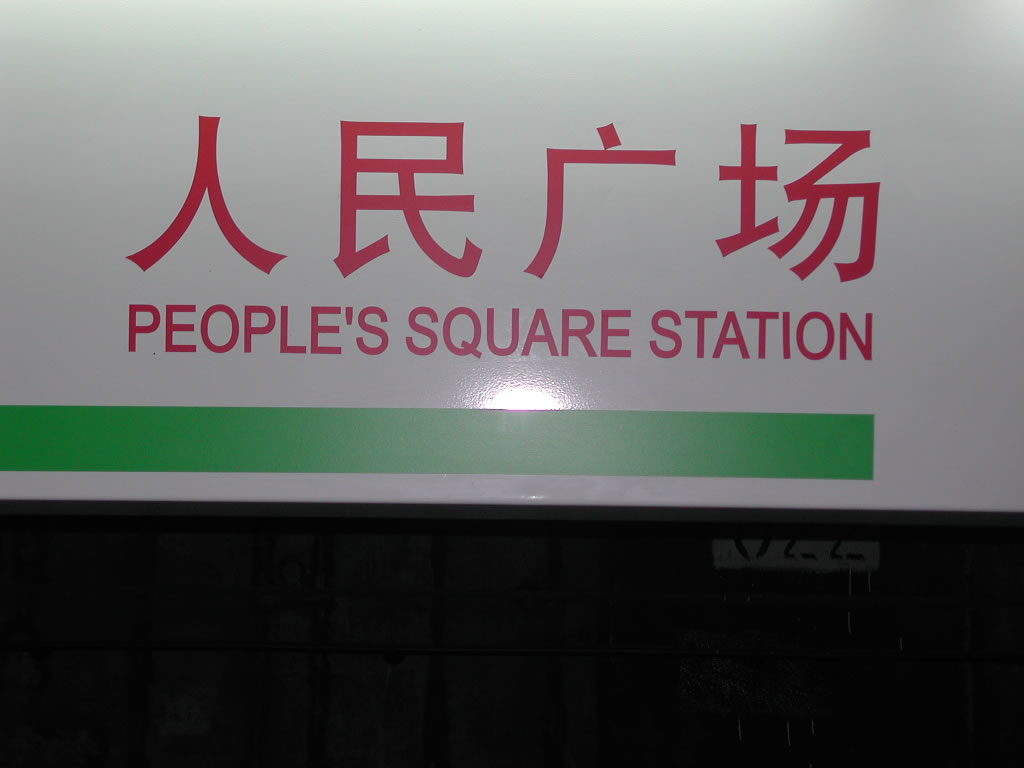 人民广场
PEOPLE'S SQUARE STATION